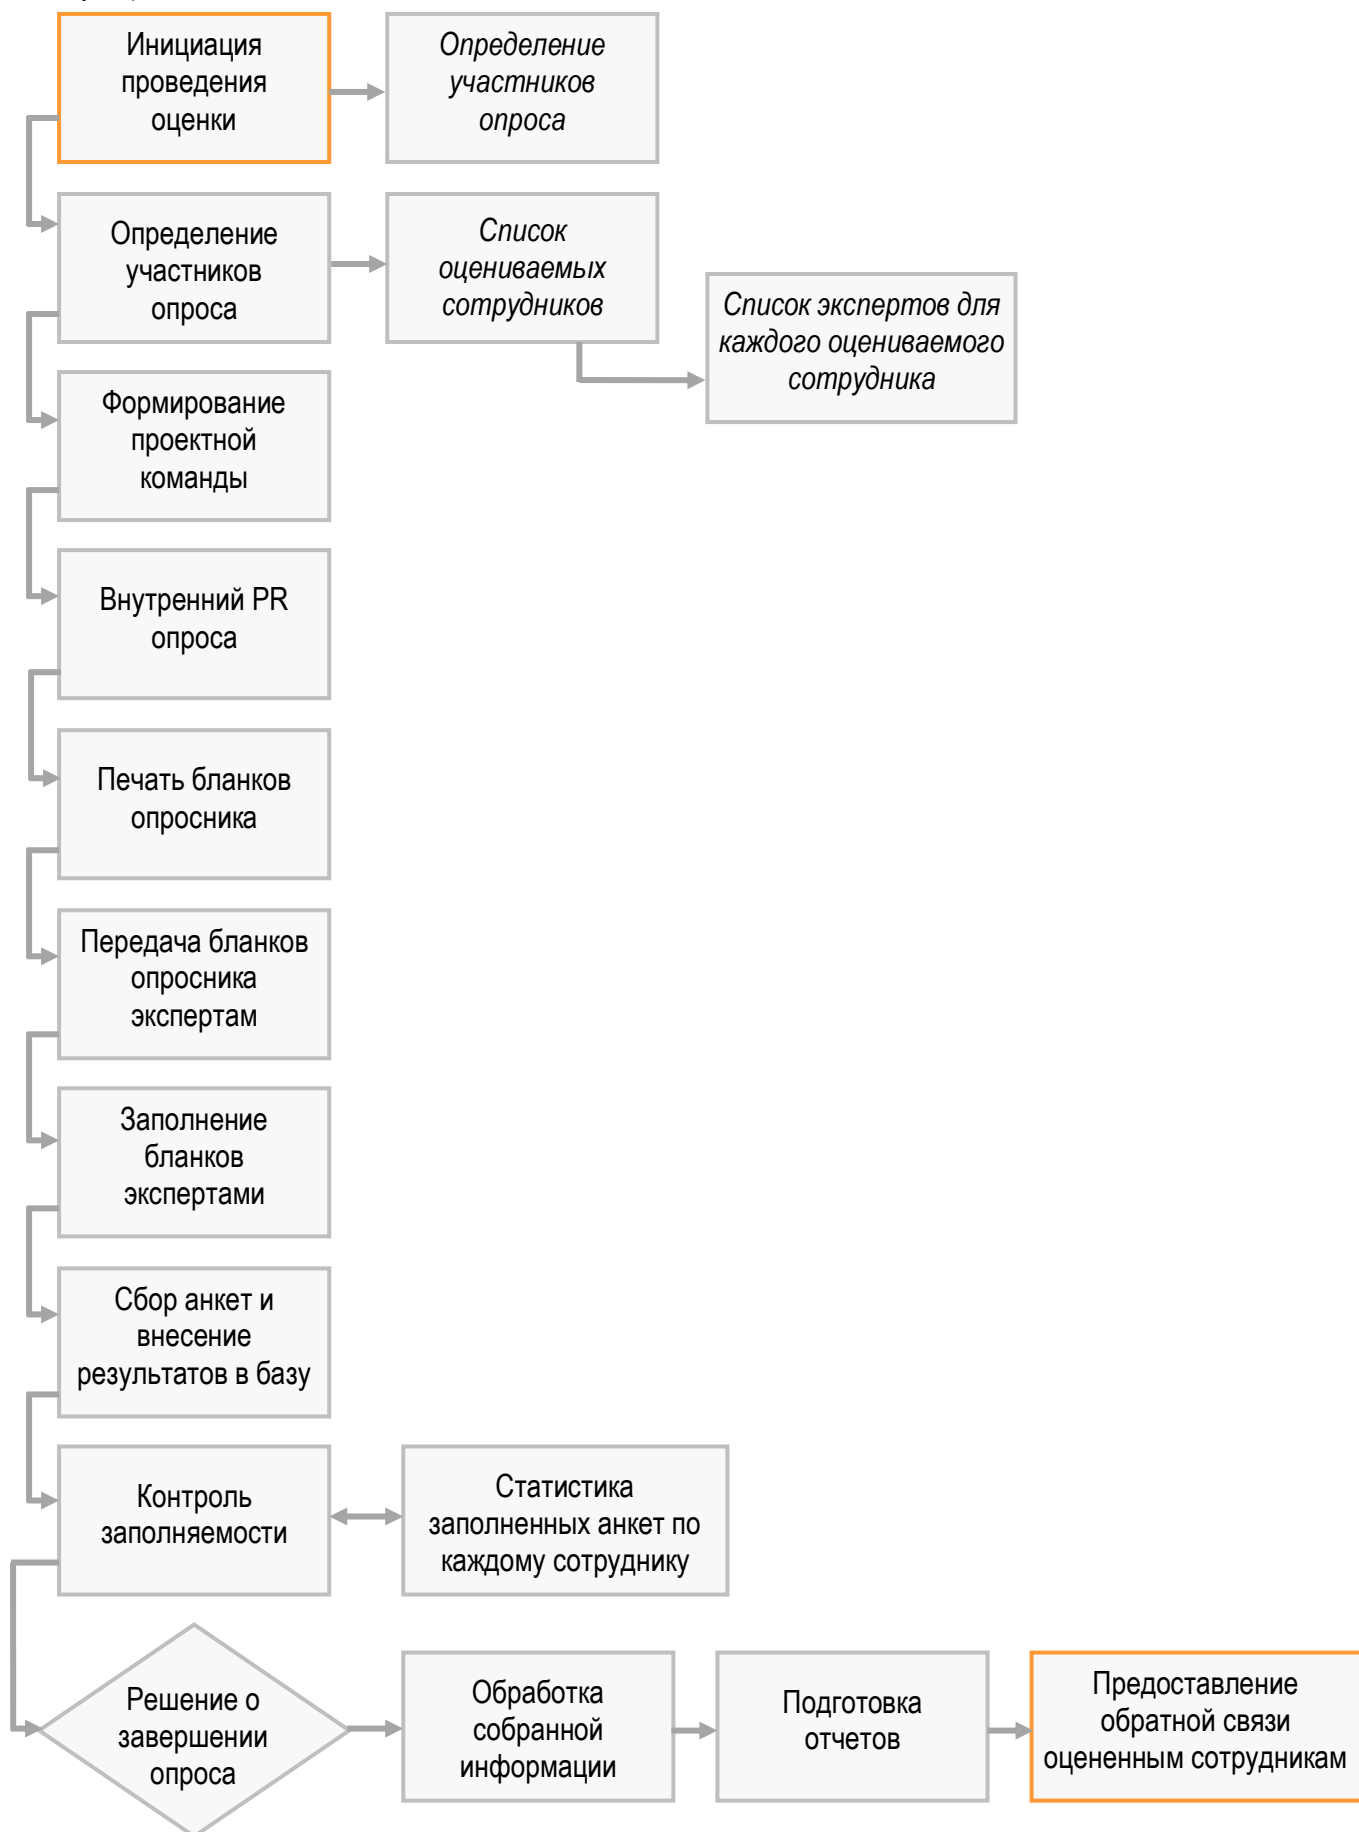 Инициация
проведения
оценки
Определение
участников
опроса
Определение
участников
опроса
Список
оцениваемых
сотрудников
Список экспертов для
каждого оцениваемого
сотрудника
Формирование
проектной
команды
Внутренний PR
опроса
Печать бланков
опросника
Передача бланков
опросника
экспертам
Заполнение
бланков
экспертами
Сбор анкет и
внесение
результатов в базу
Контроль
заполняемости
Статистика
заполненных анкет по
каждому сотруднику
Решение о
завершении
опроса
Обработка
собранной
информации
Подготовка
отчетов
Предоставление
обратной связи
оцененным сотрудникам